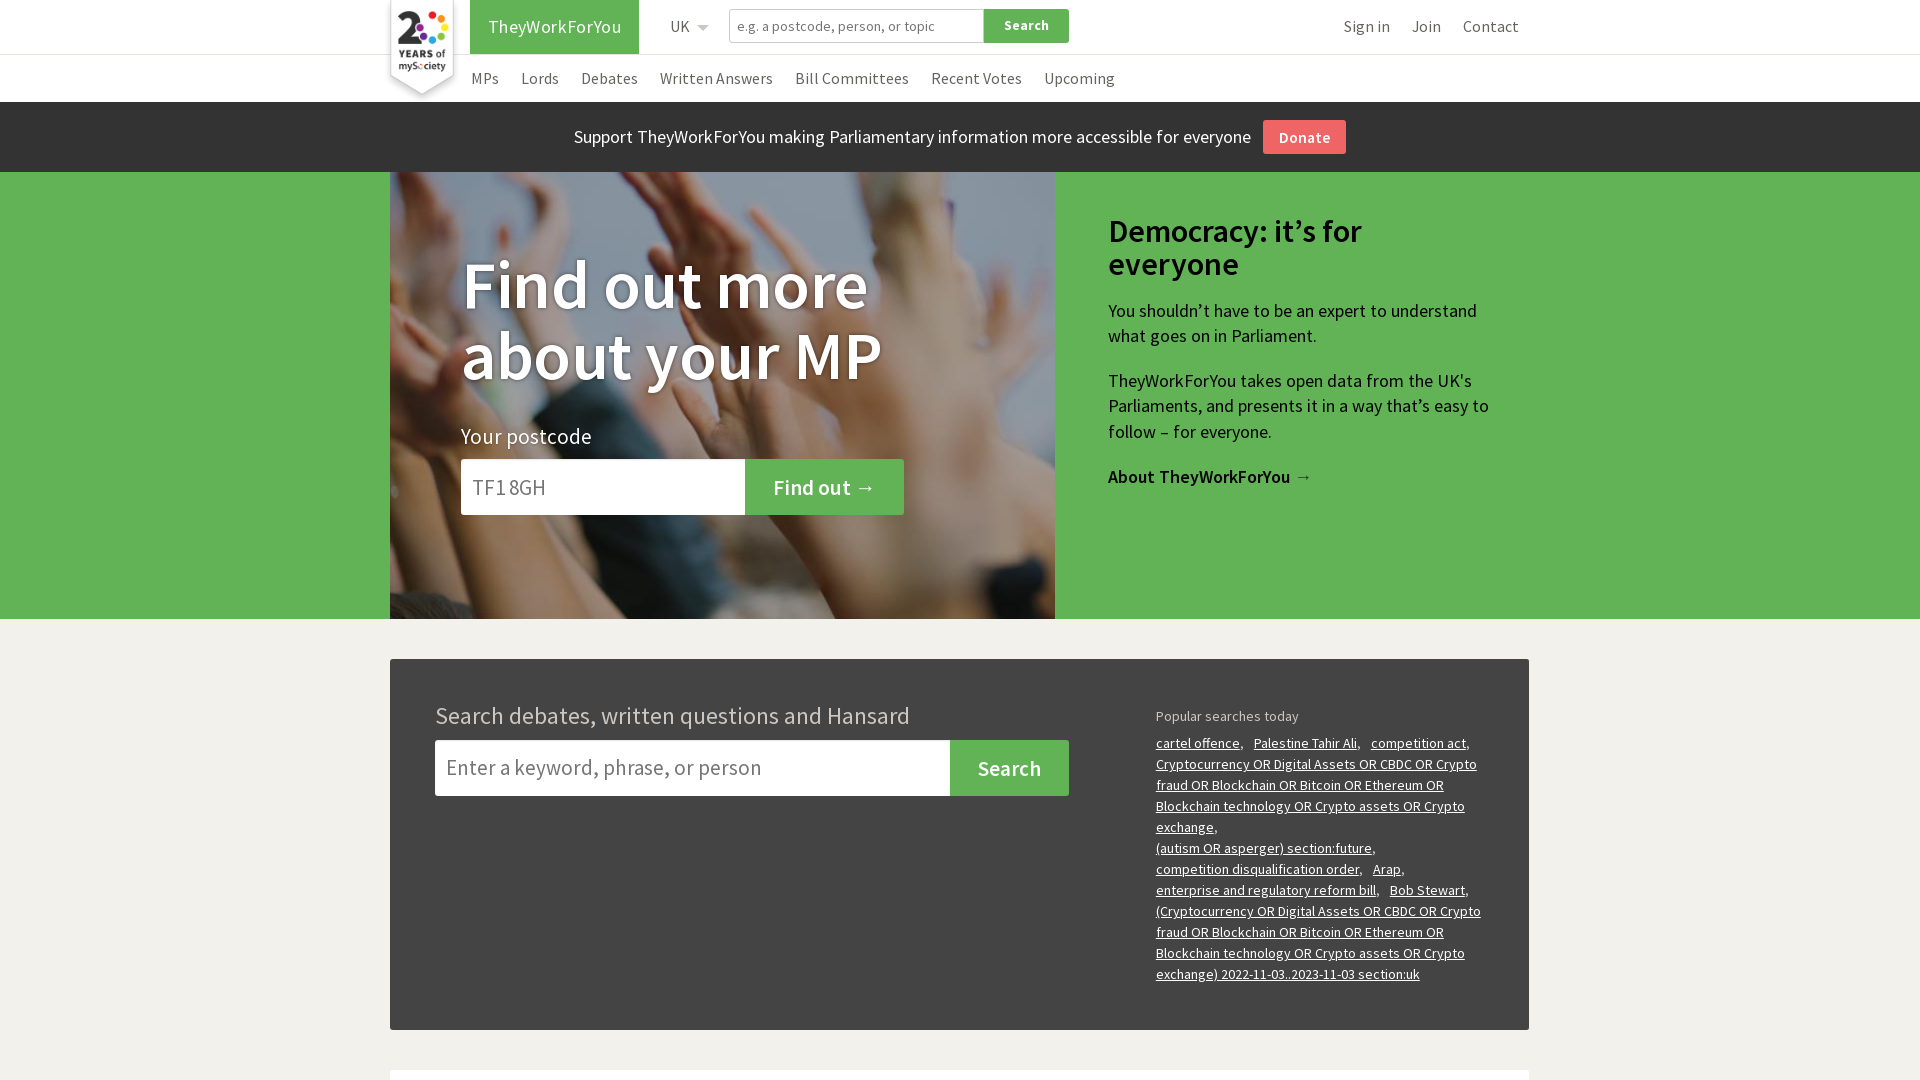 20
YEARS of
mySociety
TheyWorkForYou
UK
e.g. a postcode, person, or topic
Search
Sign in
Join
Contact
MPs
Lords
Debates
Written Answers
Bill Committees
Recent Votes
Upcoming
Support TheyWorkForYou making Parliamentary information more accessible for everyone
Donate
Find out more
about your MP
Your postcode
TF1 8GH
Find out →
Democracy: it’s for
everyone
You shouldn’t have to be an expert to understand
what goes on in Parliament.
TheyWorkForYou takes open data from the UK's
Parliaments, and presents it in a way that’s easy to
follow – for everyone.
About TheyWorkForYou →
Search debates, written questions and Hansard
Enter a keyword, phrase, or person
Search
Popular searches today
cartel offence, Palestine Tahir Ali, competition act,
Cryptocurrency OR Digital Assets OR CBDC OR Crypto
fraud OR Blockchain OR Bitcoin OR Ethereum OR
Blockchain technology OR Crypto assets OR Crypto
exchange,
(autism OR asperger) section:future,
competition disqualification order, Arap,
enterprise and regulatory reform bill, Bob Stewart,
(Cryptocurrency OR Digital Assets OR CBDC OR Crypto
fraud OR Blockchain OR Bitcoin OR Ethereum OR
Blockchain technology OR Crypto assets OR Crypto
exchange) 2022-11-03..2023-11-03 section:uk